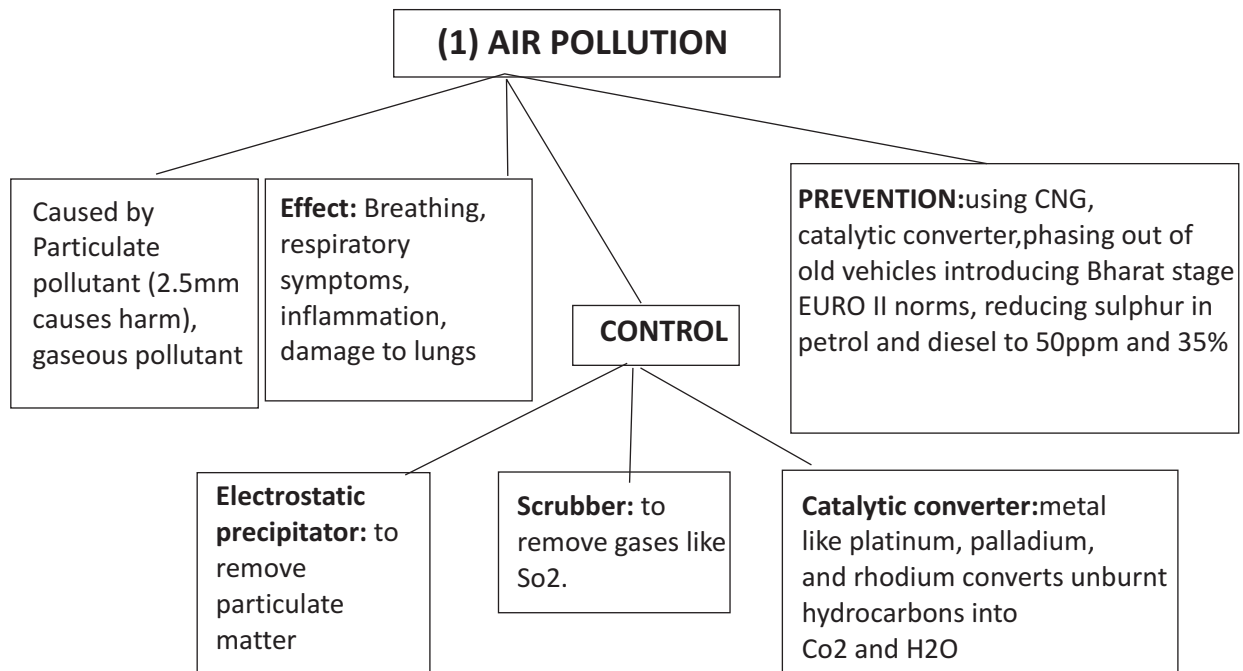 (1) AIR POLLUTION
Caused by
Particulate
pollutant (2.5mm
causes harm),
gaseous pollutant
Effect: Breathing,
respiratory
symptoms,
inflammation,
damage to lungs
PREVENTION:using CNG,
catalytic converter,phasing out of
old vehicles introducing Bharat stage
EURO II norms, reducing sulphur in
petrol and diesel to 50ppm and 35%
CONTROL
Electrostatic
precipitator: to
remove
particulate
matter
Scrubber: to
remove gases like
So2.
Catalytic converter:metal
like platinum, palladium,
and rhodium converts unburnt
hydrocarbons into
Co2 and H2O